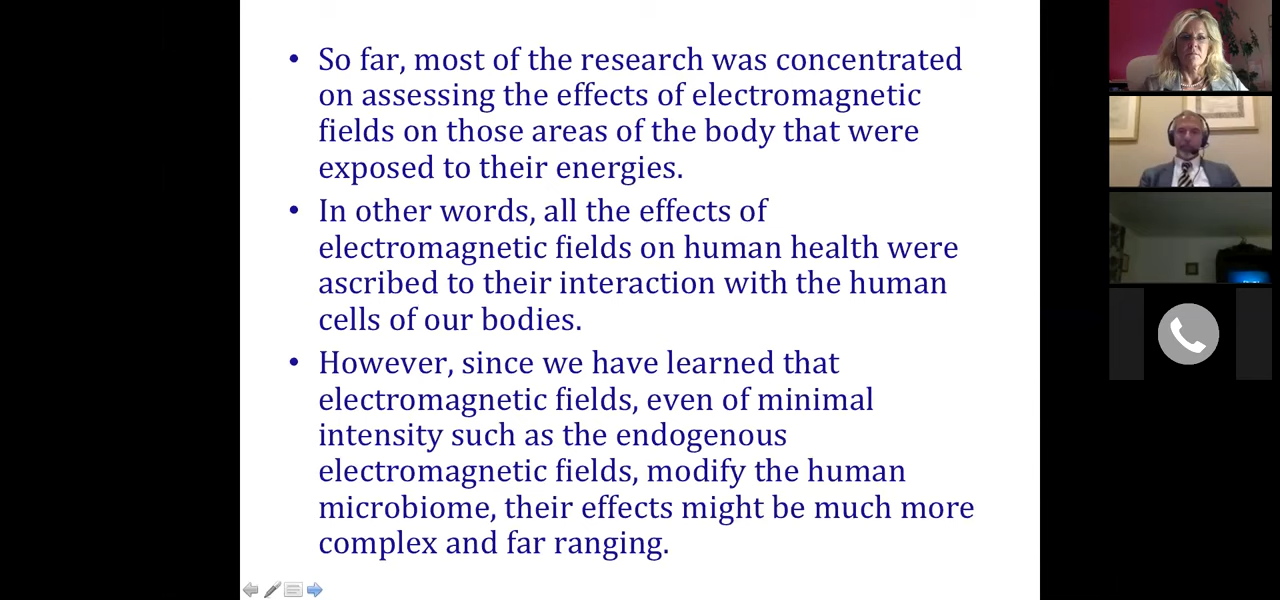 • So far, most of the research was concentrated
on assessing the effects of electromagnetic
fields on those areas of the body that were
exposed to their energies.
• In other words, all the effects of
electromagnetic fields on human health were
ascribed to their interaction with the human
cells of our bodies.
• However, since we have learned that
electromagnetic fields, even of minimal
intensity such as the endogenous
electromagnetic fields, modify the human
microbiome, their effects might be much more
complex and far ranging.